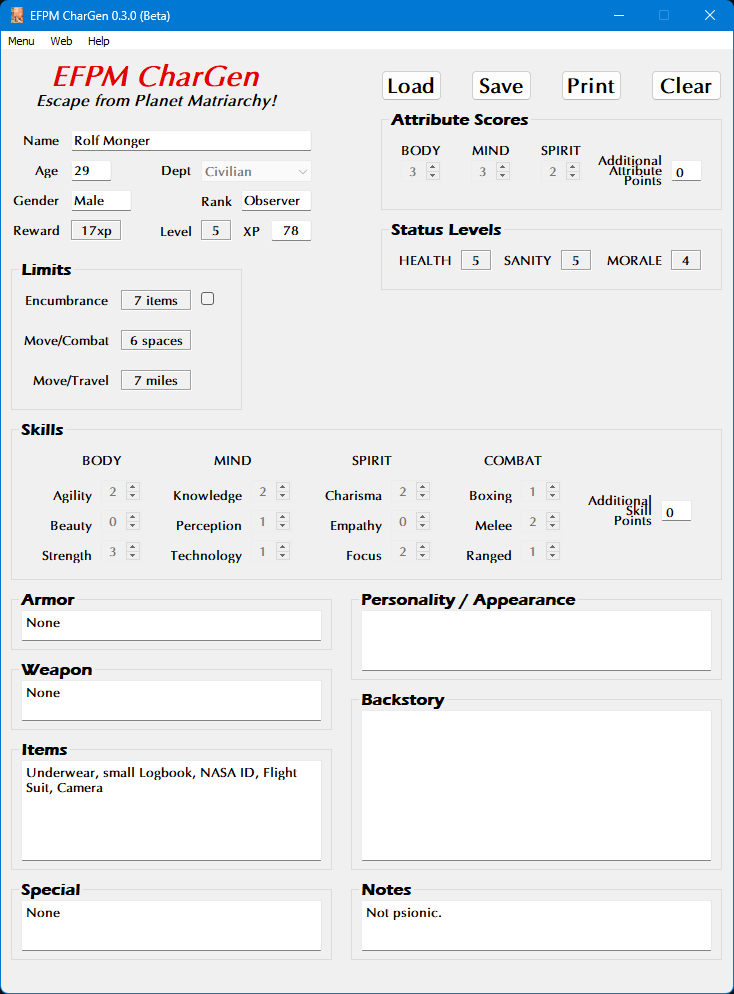 EFPM CharGen 0.3.0 (Beta)
Menu Web Help
EFPM CharGen
Escape from Planet Matriarchy!
Load Save Print Clear
Name Rolf Monger
Age 29 Dept Civilian
Gender Male Rank Observer
Reward 17xp Level 5 XP 78
Attribute Scores
BODY MIND SPIRIT
3 3 2
Additional
Attribute
Points
0
Status Levels
HEALTH 5 SANITY 5 MORALE 4
Limits
Encumbrance 7 items
Move/Combat 6 spaces
Move/Travel 7 miles
Skills
BODY MIND SPIRIT COMBAT
Agility 2 Knowledge 2 Charisma 2 Boxing 1
Beauty 0 Perception 1 Empathy 0 Melee 2
Strength 3 Technology 1 Focus 2 Ranged 1
Additional
Skill
Points
0
Armor
None
Weapon
None
Items
Underwear, small Logbook, NASA ID, Flight
Suit, Camera
Special
None
Personality / Appearance
Backstory
Notes
Not psionic.